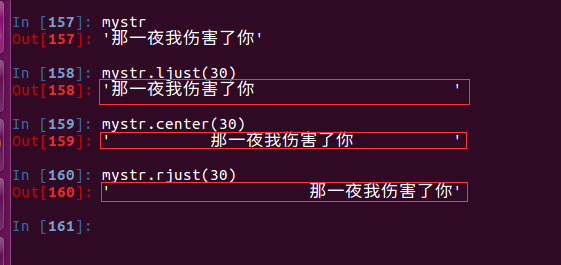 In [157]: mystr
Out[157]: '那一夜我伤害了你'
In [158]: mystr.ljust(30)
Out[158]: '那一夜我伤害了你                      '
In [159]: mystr.center(30)
Out[159]: '           那一夜我伤害了你           '
In [160]: mystr.rjust(30)
Out[160]: '                      那一夜我伤害了你'
In [161]: